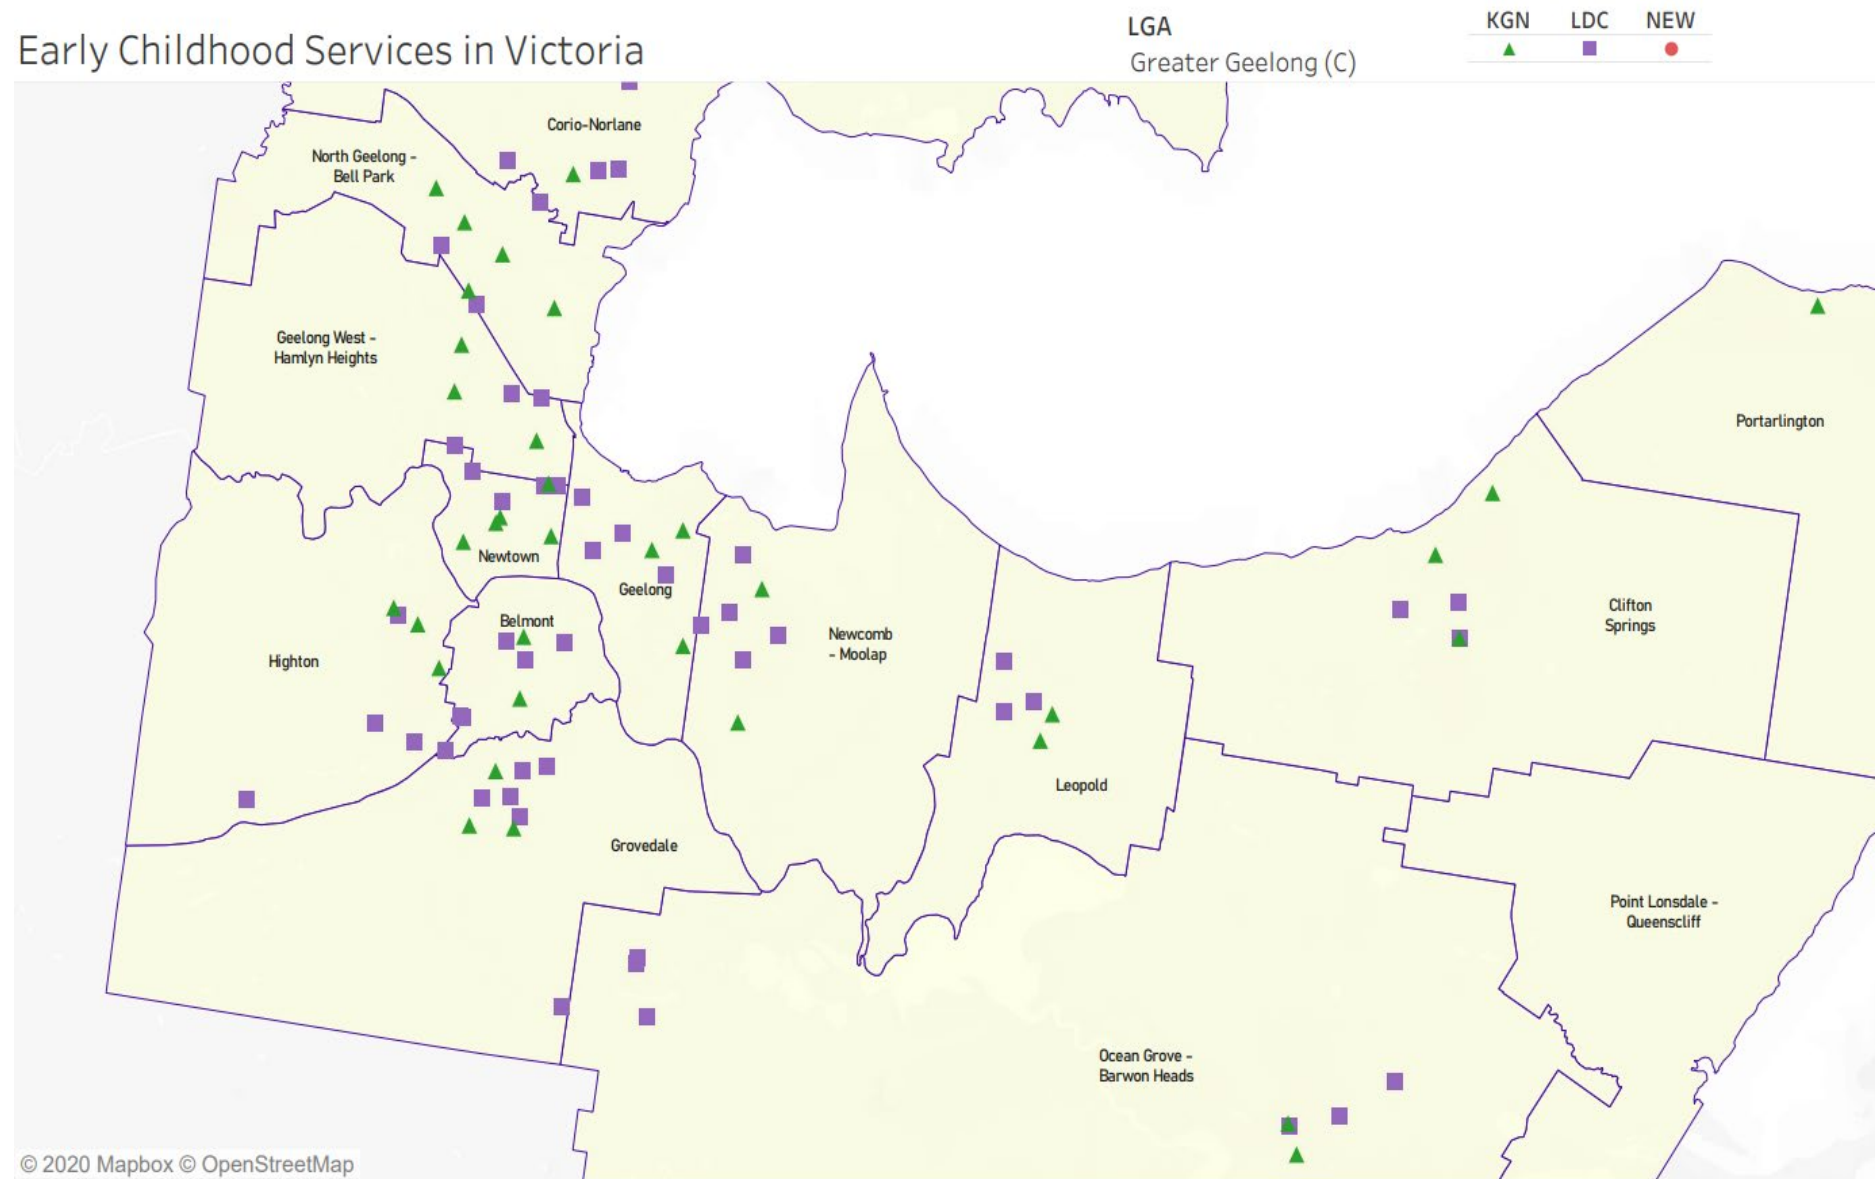 Early Childhood Services in Victoria
LGA
Greater Geelong (C)
KGN LDC NEW
Corio-Norlane
North Geelong -
Bell Park
Geelong West -
Hamlyn Heights
Portarlington
Newtown
Geelong
Belmont
Clifton
Springs
Newcomb
- Moolap
Highton
Leopold
Grovedale
Point Lonsdale -
Queenscliff
Ocean Grove -
Barwon Heads
© 2020 Mapbox © OpenStreetMap